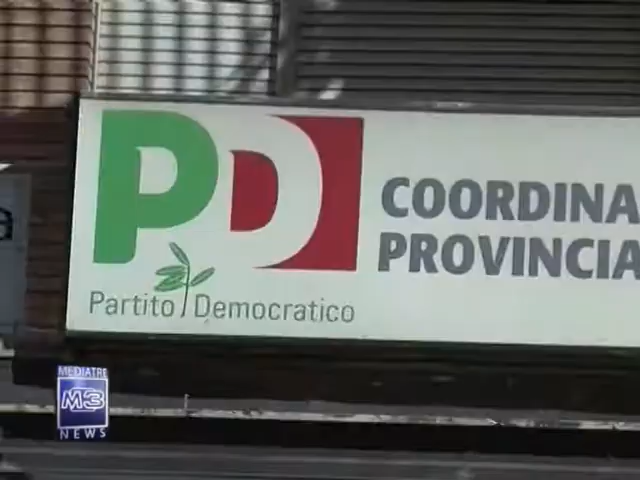 PD
COORDINA
PROVINCIA
Partito Democratico
MEDIATRE
M3
NEWS